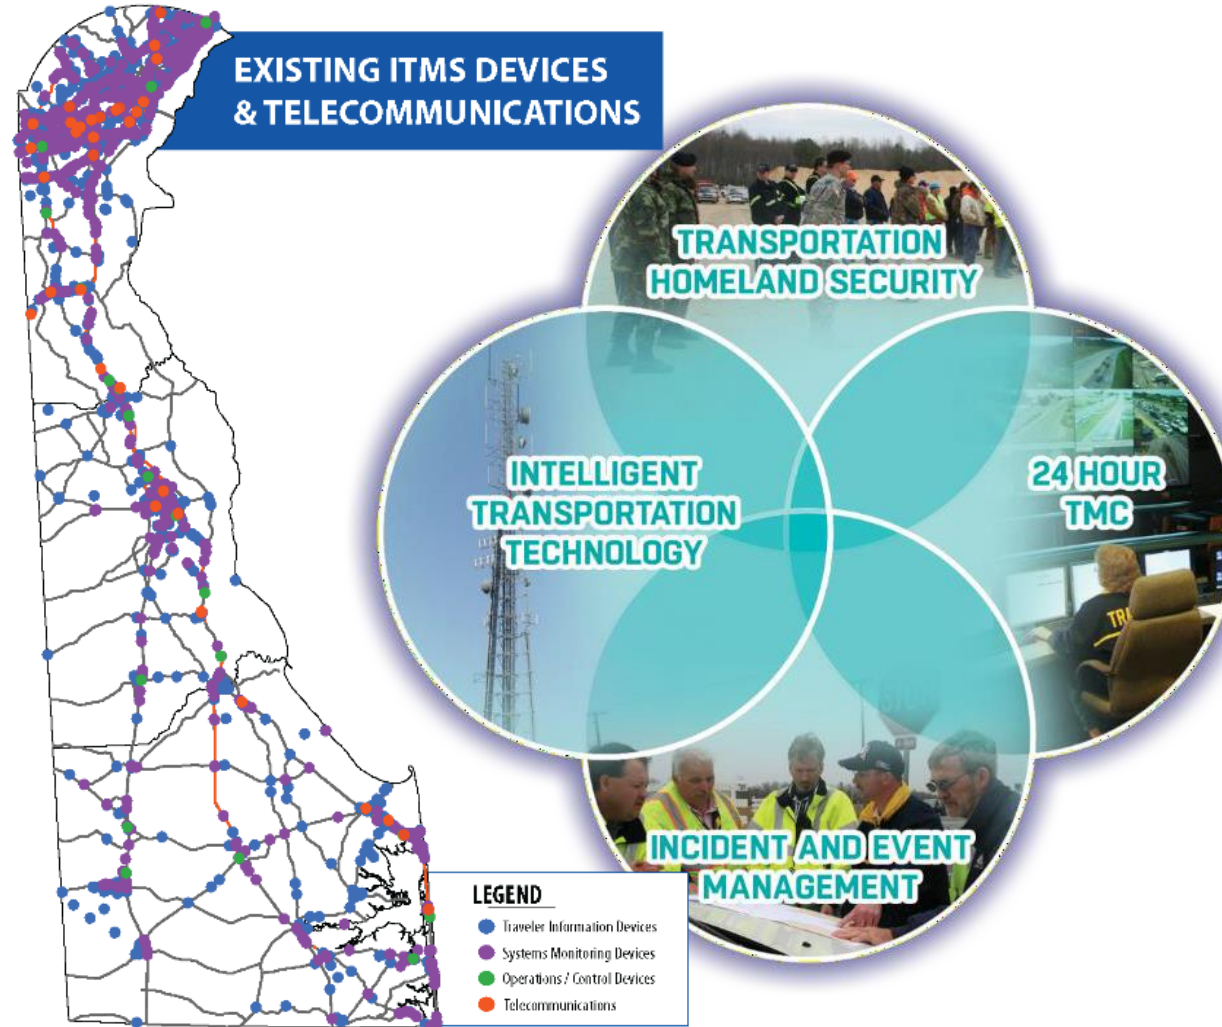 EXISTING ITMS DEVICES
& TELECOMMUNICATIONS
TRANSPORTATION
HOMELAND SECURITY
INTELLIGENT
TRANSPORTATION
TECHNOLOGY
24 HOUR
TMC
INCIDENT AND EVENT
MANAGEMENT
LEGEND
Traveler Information Devices
Systems Monitoring Devices
Operations / Control Devices
Telecommunications